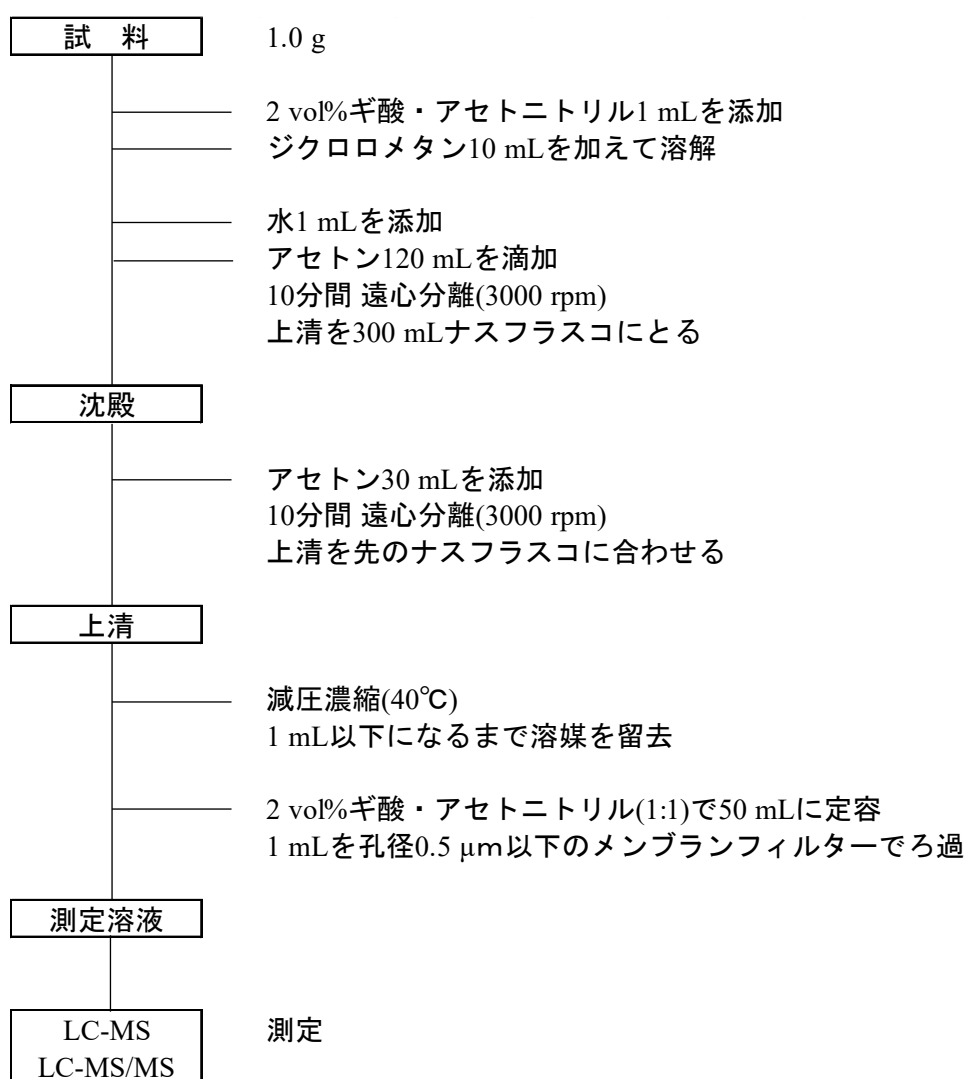 試　料
1.0 g
2 vol%ギ酸・アセトニトリル1 mLを添加
ジクロロメタン10 mLを加えて溶解
水1 mLを添加
アセトン120 mLを滴加
10分間 遠心分離(3000 rpm)
上清を300 mLナスフラスコにとる
沈殿
アセトン30 mLを添加
10分間 遠心分離(3000 rpm)
上清を先のナスフラスコに合わせる
上清
減圧濃縮(40℃)
1 mL以下になるまで溶媒を留去
2 vol%ギ酸・アセトニトリル(1:1)で50 mLに定容
1 mLを孔径0.5 μm以下のメンブランフィルターでろ過
測定溶液
LC-MS
LC-MS/MS
測定